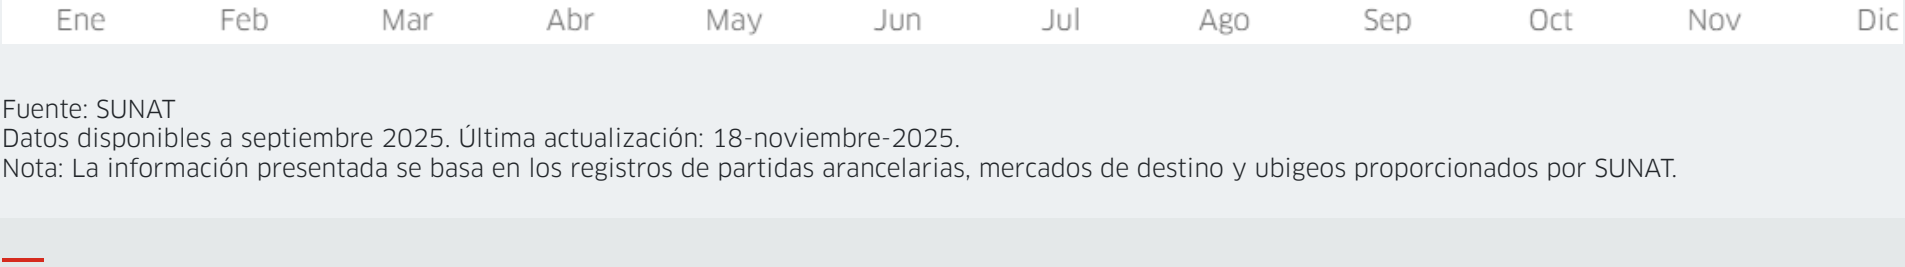 Ene Feb Mar Abr May Jun Jul Ago Sep Oct Nov Dic
Fuente: SUNAT
Datos disponibles a septiembre 2025. Última actualización: 18-noviembre-2025.
Nota: La información presentada se basa en los registros de partidas arancelarias, mercados de destino y ubigeos proporcionados por SUNAT.